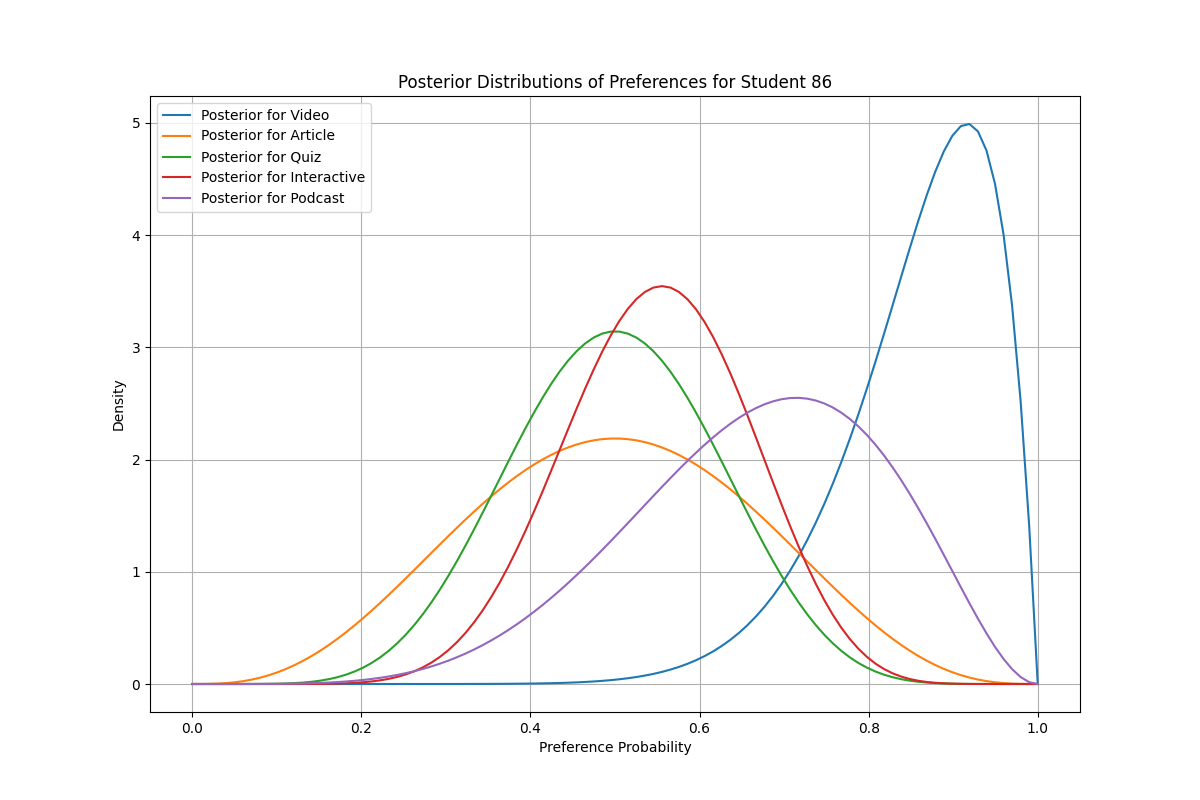 Posterior Distributions of Preferences for Student 86
Posterior for Video
Posterior for Article
Posterior for Quiz
Posterior for Interactive
Posterior for Podcast
5
4
3
2
1
0
Density
0.0 0.2 0.4 0.6 0.8 1.0
Preference Probability